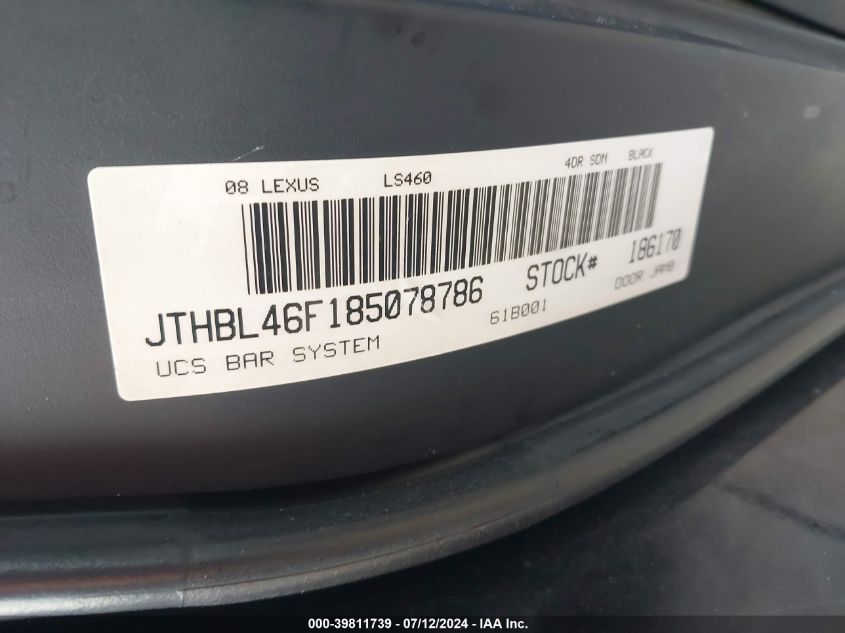 08 LEXUS LS460 4DR SDN BLACK
JTHBL46F185078786 STOCK# 186170
UCS BAR SYSTEM 61B001 DOOR JAMB
000-39811739 - 07/12/2024 - IAA Inc.